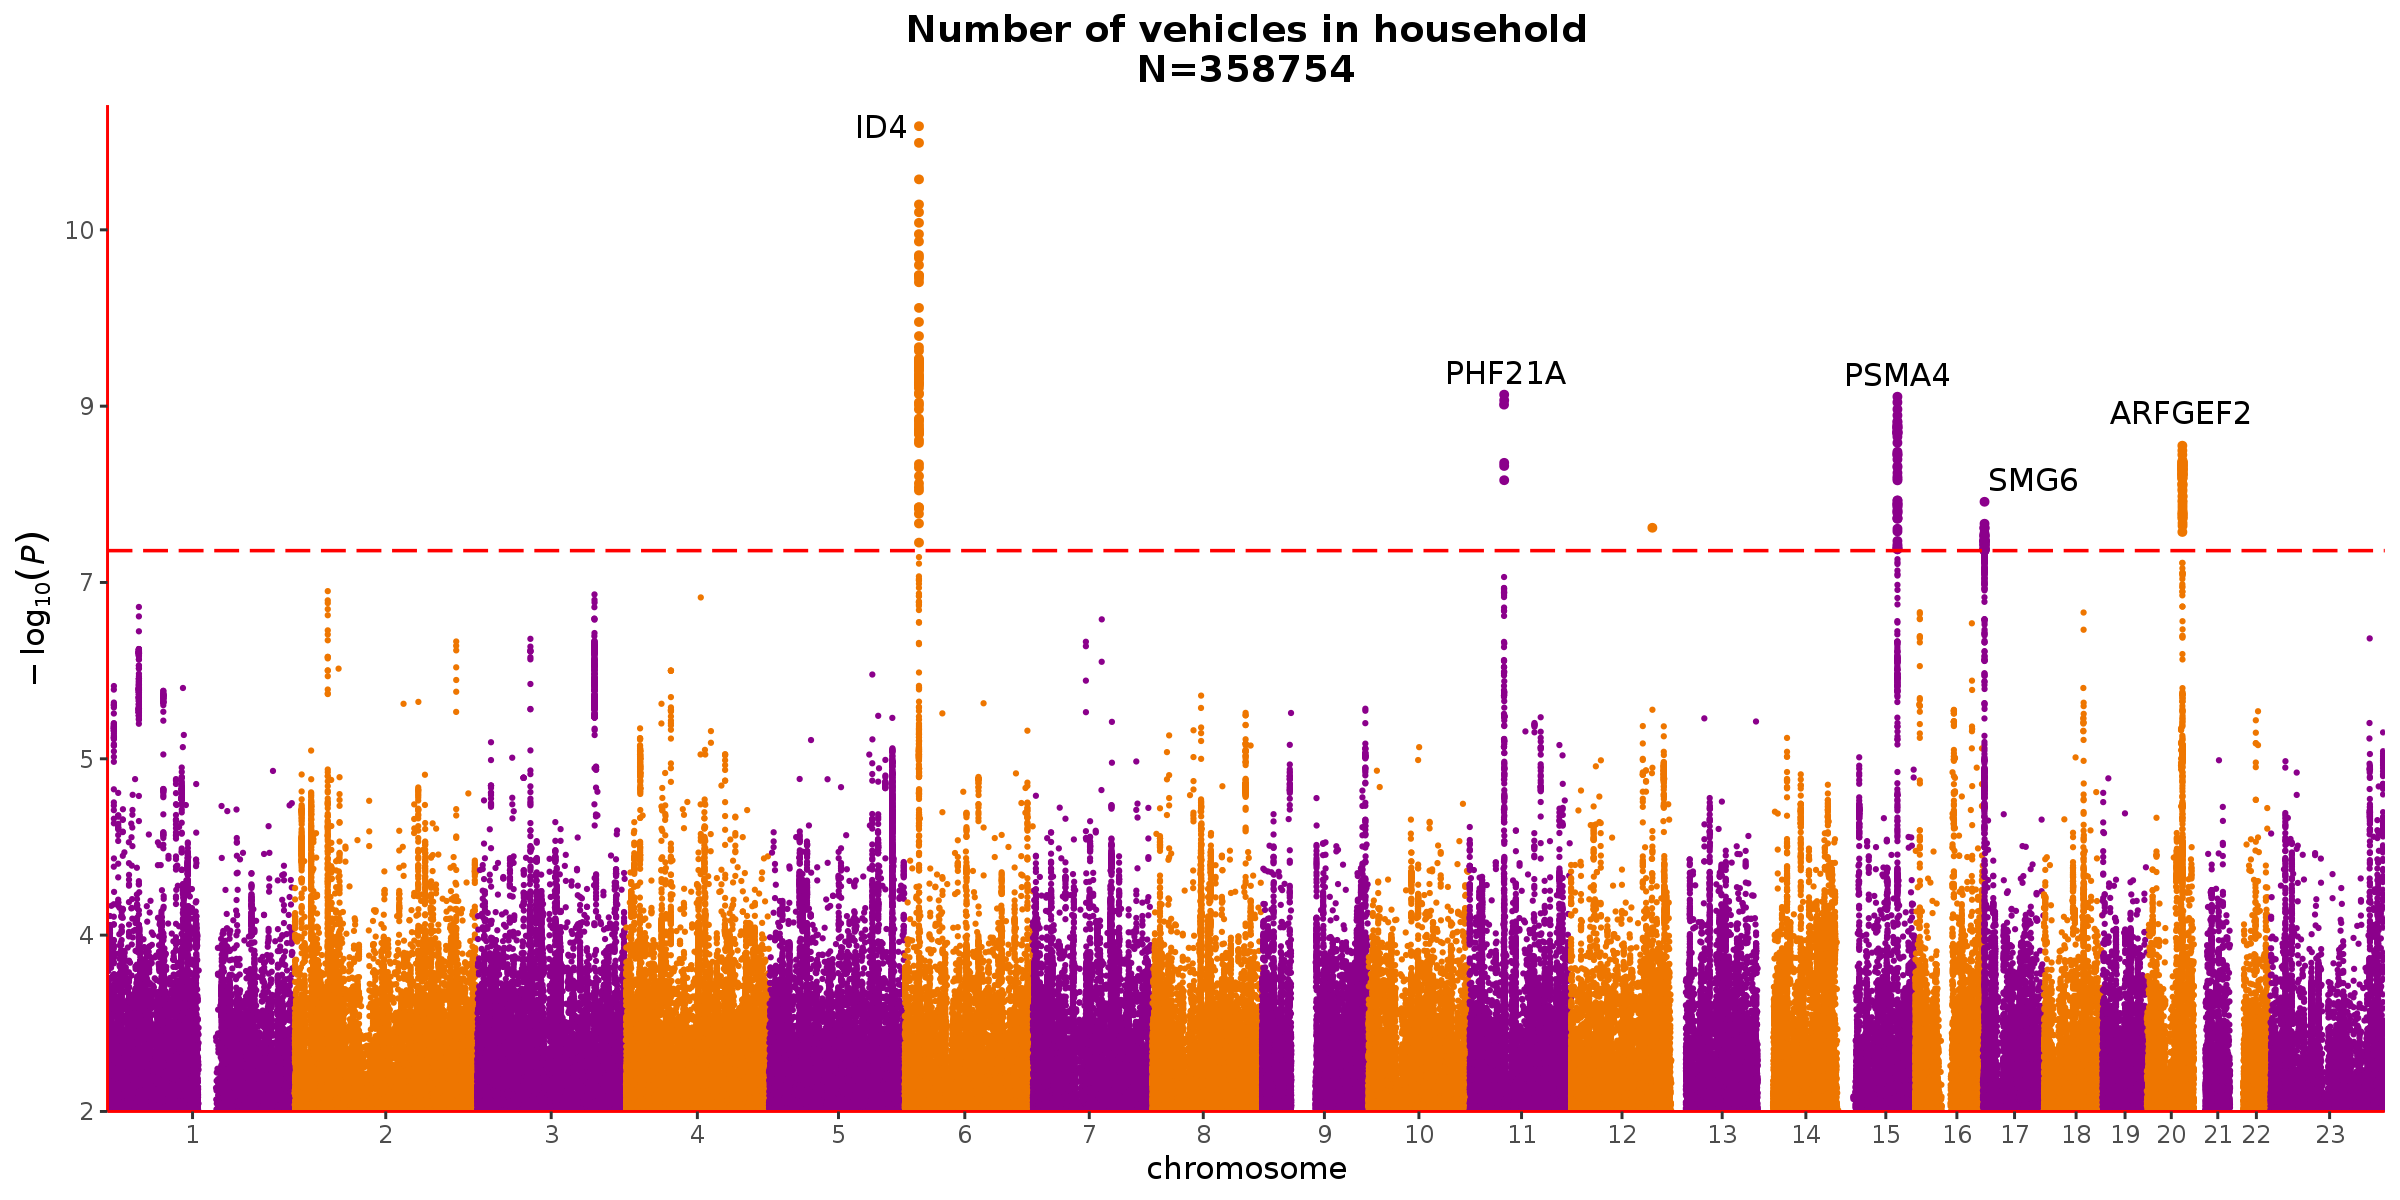 Number of vehicles in household
N=358754
ID4
10
PHF21A
PSMA4
9
ARFGEF2
SMG6
7
5
4
2
−log10(P)
1 2 3 4 5 6 7 8 9 10 11 12 13 14 15 16 17 18 19 20 21 22 23
chromosome